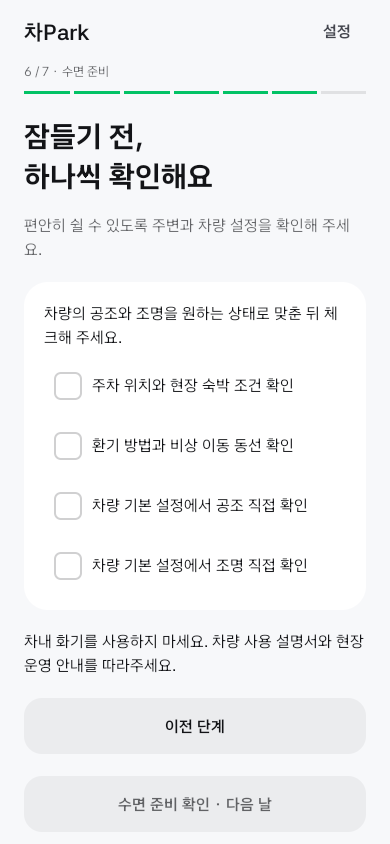 차Park
설정
6 / 7 · 수면 준비
잠들기 전,
하나씩 확인해요
편안히 쉴 수 있도록 주변과 차량 설정을 확인해 주세
요.
차량의 공조와 조명을 원하는 상태로 맞춘 뒤 체
크해 주세요.
주차 위치와 현장 숙박 조건 확인
환기 방법과 비상 이동 동선 확인
차량 기본 설정에서 공조 직접 확인
차량 기본 설정에서 조명 직접 확인
차내 화기를 사용하지 마세요. 차량 사용 설명서와 현장
운영 안내를 따라주세요.
이전 단계
수면 준비 확인 · 다음 날